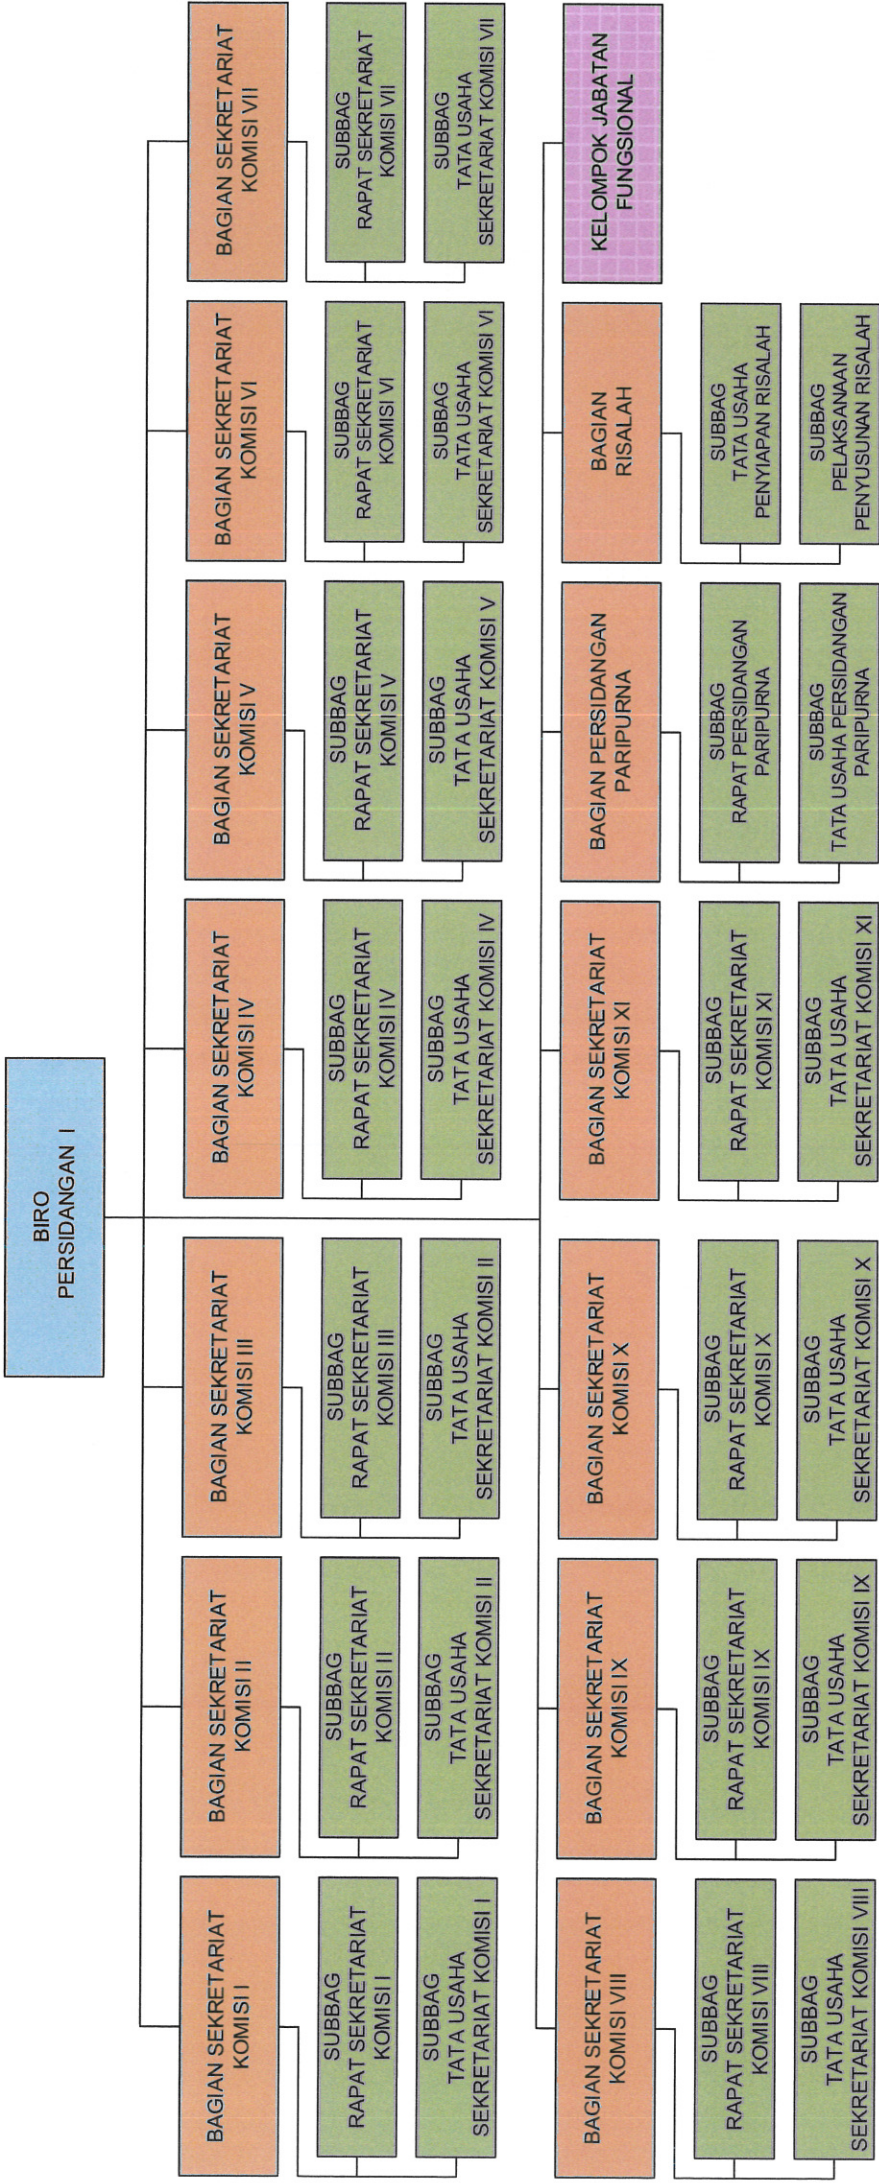 BIRO
PERSIDANGAN I
BAGIAN SEKRETARIAT
KOMISI I
SUBBAG
RAPAT SEKRETARIAT
KOMISI I
SUBBAG
TATA USAHA
SEKRETARIAT KOMISI I
BAGIAN SEKRETARIAT
KOMISI II
SUBBAG
RAPAT SEKRETARIAT
KOMISI II
SUBBAG
TATA USAHA
SEKRETARIAT KOMISI II
BAGIAN SEKRETARIAT
KOMISI III
SUBBAG
RAPAT SEKRETARIAT
KOMISI III
SUBBAG
TATA USAHA
SEKRETARIAT KOMISI II
BAGIAN SEKRETARIAT
KOMISI IV
SUBBAG
RAPAT SEKRETARIAT
KOMISI IV
SUBBAG
TATA USAHA
SEKRETARIAT KOMISI IV
BAGIAN SEKRETARIAT
KOMISI V
SUBBAG
RAPAT SEKRETARIAT
KOMISI V
SUBBAG
TATA USAHA
SEKRETARIAT KOMISI V
BAGIAN SEKRETARIAT
KOMISI VI
SUBBAG
RAPAT SEKRETARIAT
KOMISI VI
SUBBAG
TATA USAHA
SEKRETARIAT KOMISI VI
BAGIAN SEKRETARIAT
KOMISI VII
SUBBAG
RAPAT SEKRETARIAT
KOMISI VII
SUBBAG
TATA USAHA
SEKRETARIAT KOMISI VII
BAGIAN SEKRETARIAT
KOMISI VIII
SUBBAG
RAPAT SEKRETARIAT
KOMISI VIII
SUBBAG
TATA USAHA
SEKRETARIAT KOMISI VIII
BAGIAN SEKRETARIAT
KOMISI IX
SUBBAG
RAPAT SEKRETARIAT
KOMISI IX
SUBBAG
TATA USAHA
SEKRETARIAT KOMISI IX
BAGIAN SEKRETARIAT
KOMISI X
SUBBAG
RAPAT SEKRETARIAT
KOMISI X
SUBBAG
TATA USAHA
SEKRETARIAT KOMISI X
BAGIAN SEKRETARIAT
KOMISI XI
SUBBAG
RAPAT SEKRETARIAT
KOMISI XI
SUBBAG
TATA USAHA
SEKRETARIAT KOMISI XI
BAGIAN PERSIDANGAN
PARIPURNA
SUBBAG
RAPAT PERSIDANGAN
PARIPURNA
SUBBAG
TATA USAHA PERSIDANGAN
PARIPURNA
BAGIAN
RISALAH
SUBBAG
TATA USAHA
PENYIAPAN RISALAH
SUBBAG
PELAKSANAAN
PENYUSUNAN RISALAH
KELOMPOK JABATAN
FUNGSIONAL